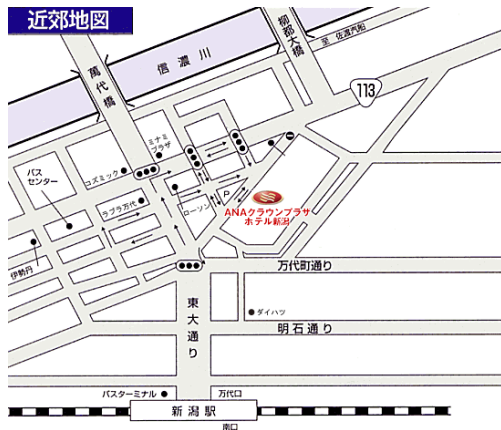 近郊地図
柳都大橋
至 佐渡汽船
信濃川
萬代橋
113
ミナミ
プラザ
コズミック
バス
センター
ラブラ万代
ローソン
P
ANAクラウンプラザ
ホテル新潟
伊勢丹
万代町通り
東大通り
ダイハツ
明石通り
バスターミナル
万代口
新潟駅
南口